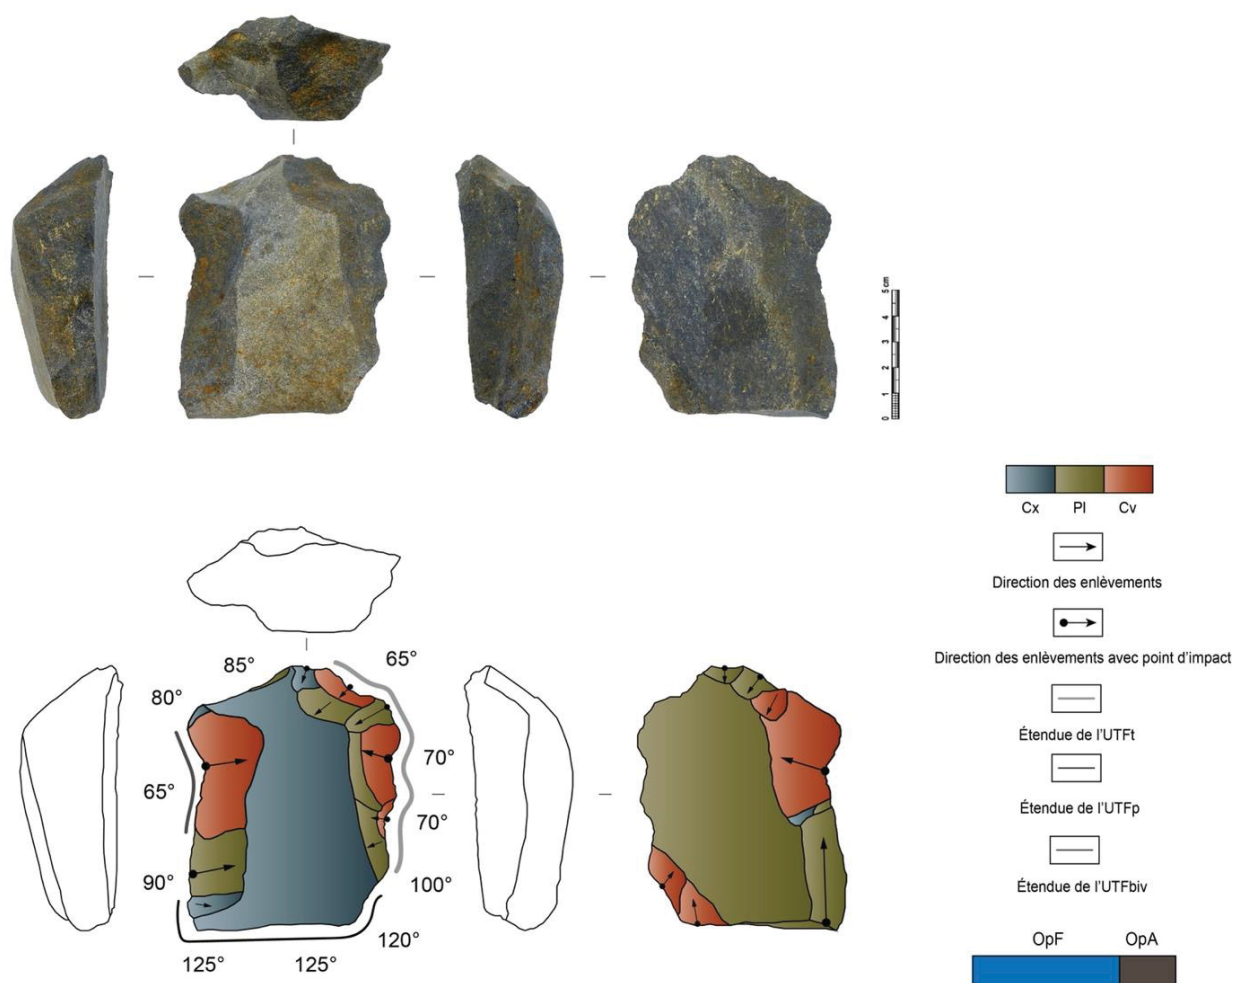 5 cm
4
3
2
1
0
Cx Pl Cv
Direction des enlèvements
Direction des enlèvements avec point d'impact
Étendue de l'UTFt
Étendue de l'UTFp
Étendue de l'UTFbiv
OpF OpA
85° 65°
80°
70°
65°
70°
90° 100°
120°
125° 125°